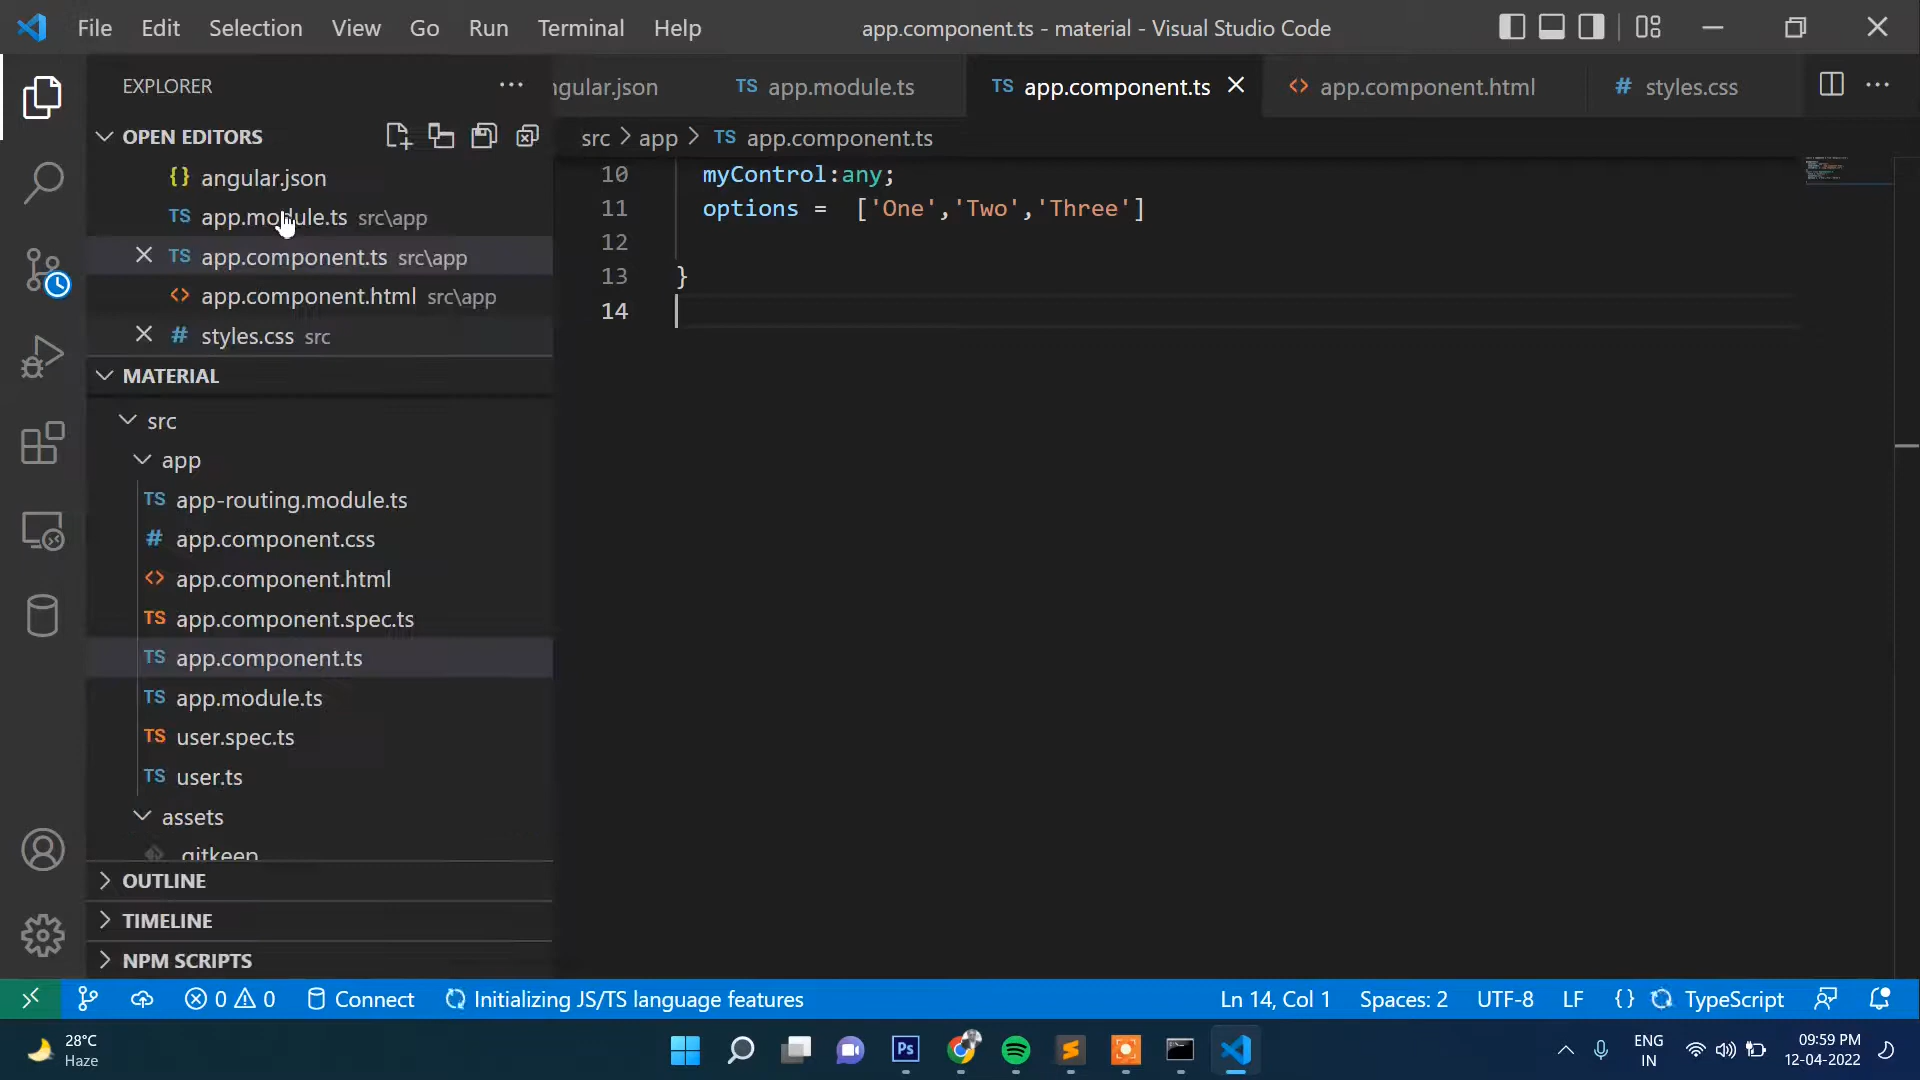 File Edit Selection View Go Run Terminal Help
app.component.ts - material - Visual Studio Code
EXPLORER
OPEN EDITORS
{} angular.json
TS app.module.ts src\app
TS app.component.ts src\app
<> app.component.html src\app
# styles.css src
MATERIAL
src
app
TS app-routing.module.ts
# app.component.css
<> app.component.html
TS app.component.spec.ts
TS app.component.ts
TS app.module.ts
TS user.spec.ts
TS user.ts
assets
.gitkeep
OUTLINE
TIMELINE
NPM SCRIPTS
ngular.json TS app.module.ts TS app.component.ts <> app.component.html # styles.css
src > app > TS app.component.ts
10 myControl:any;
11 options = ['One','Two','Three']
12
13 }
14
0 0 Connect Initializing JS/TS language features Ln 14, Col 1 Spaces: 2 UTF-8 LF {} TypeScript
28°C
Haze
Ps
ENG
IN
09:59 PM
12-04-2022